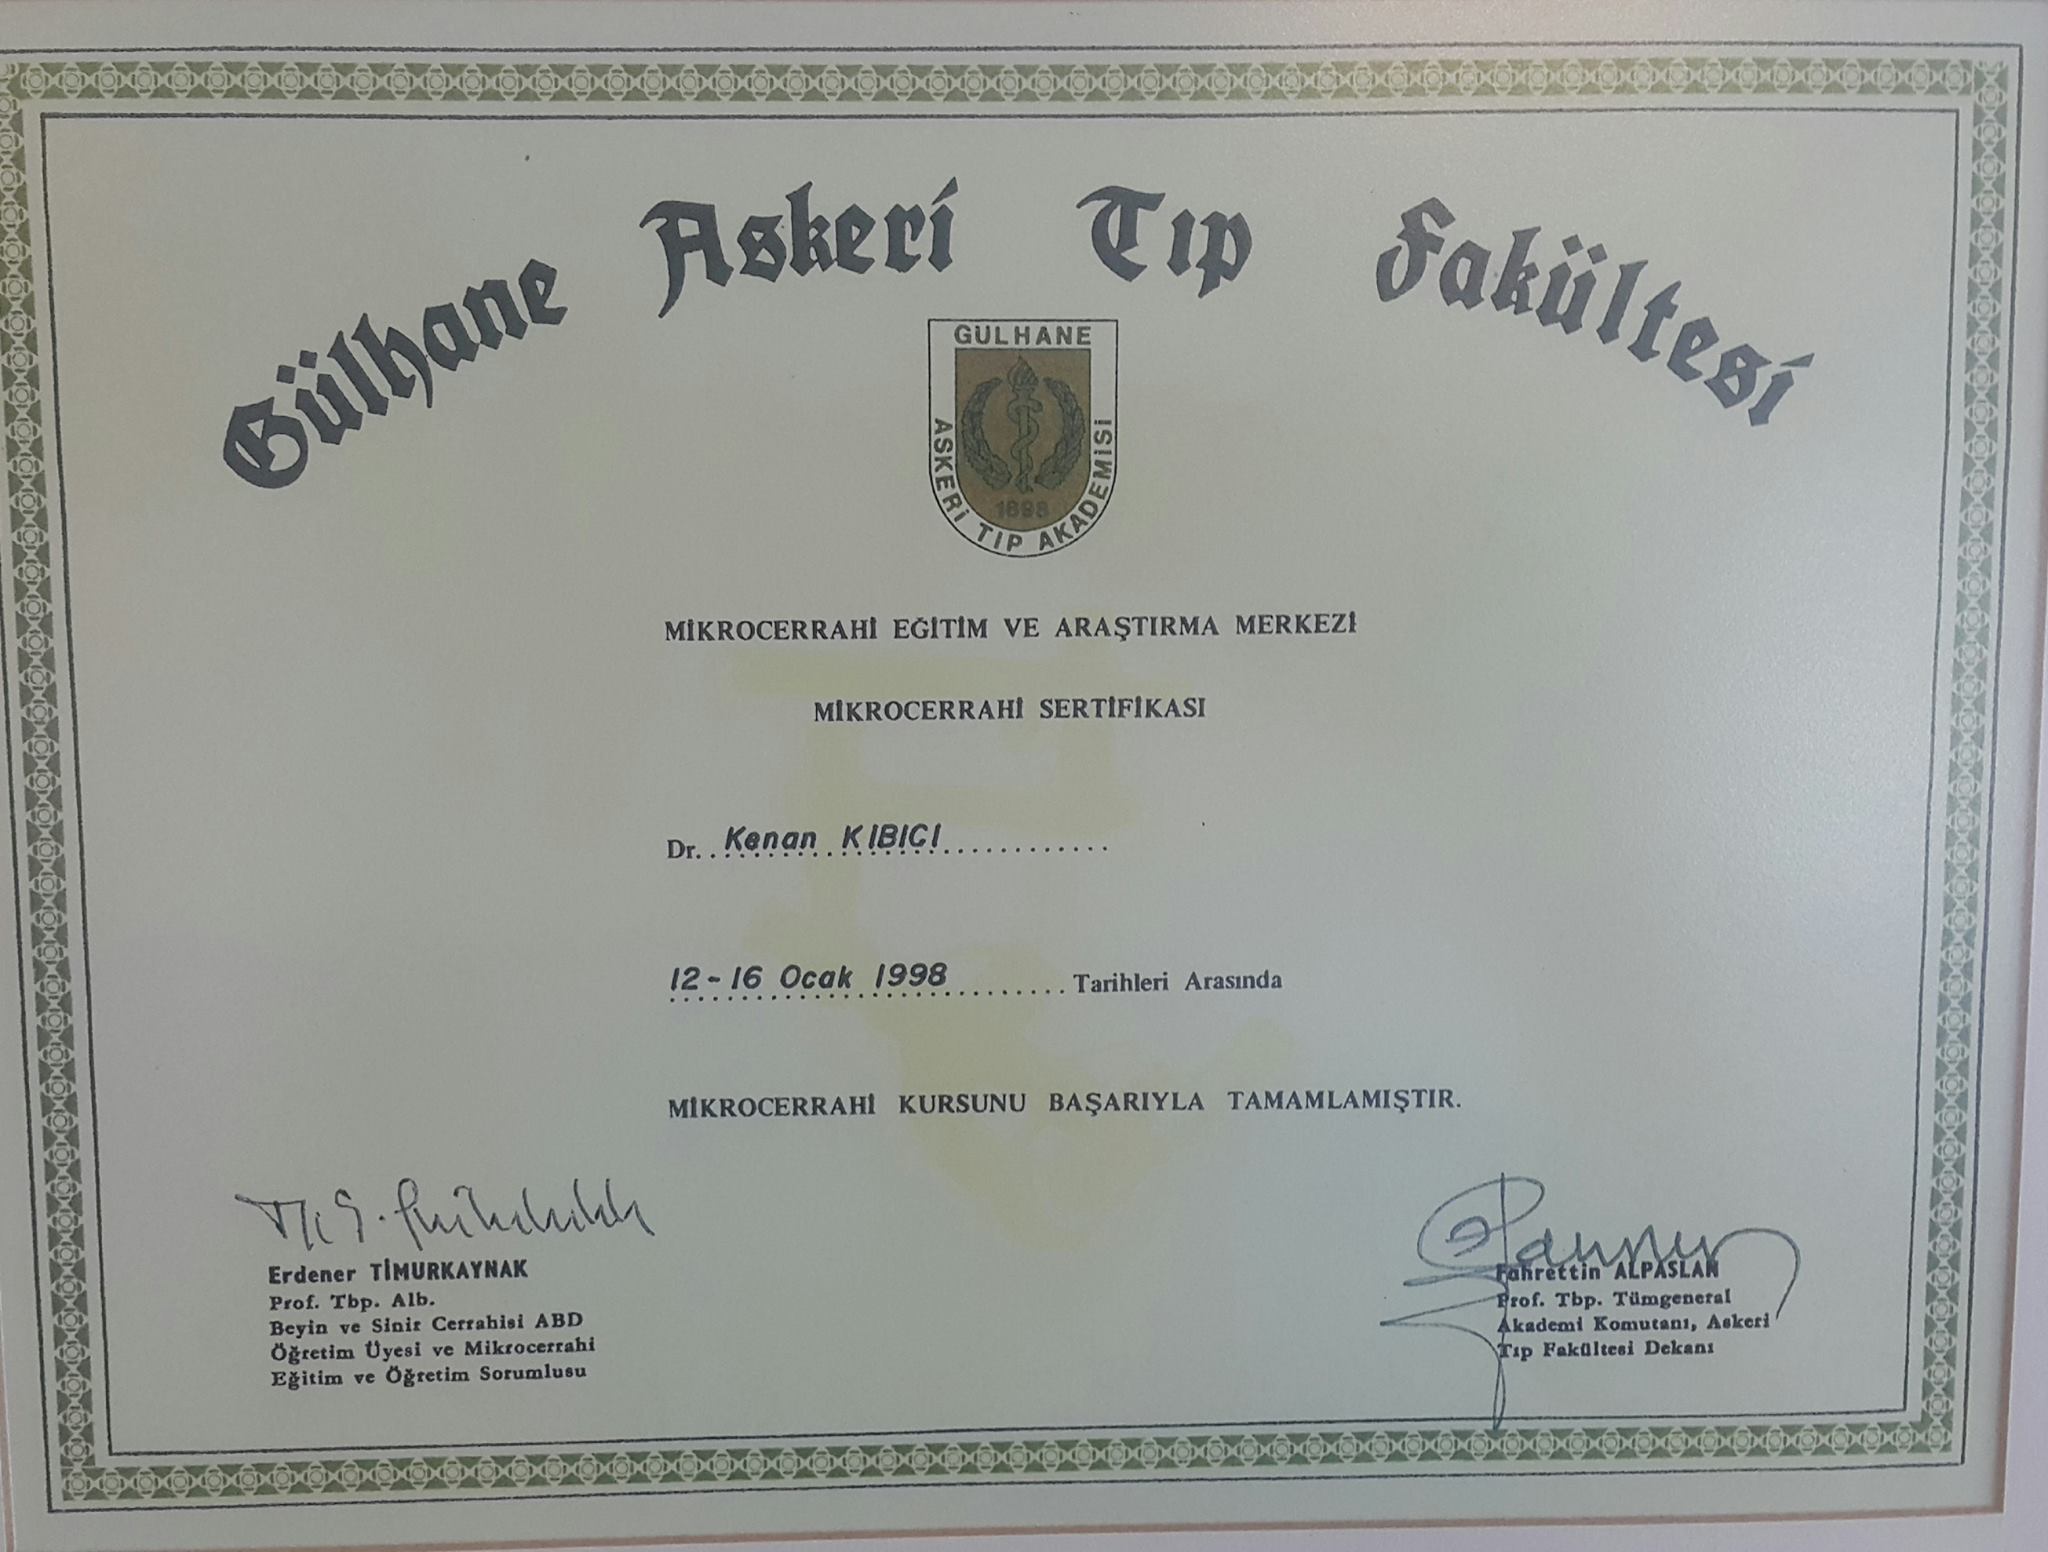 Gülhane Askeri Tıp Fakültesi
GÜLHANE
ASKERİ TIP AKADEMİSİ
1898
MİKROCERRAHİ EĞİTİM VE ARAŞTIRMA MERKEZİ
MİKROCERRAHİ SERTİFİKASI
Dr. Kenan KIBICI
12-16 Ocak 1998 Tarihleri Arasında
MİKROCERRAHİ KURSUNU BAŞARIYLA TAMAMLAMIŞTIR.
Erdener TİMURKAYNAK
Prof. Tbp. Alb.
Beyin ve Sinir Cerrahisi ABD
Öğretim Üyesi ve Mikrocerrahi
Eğitim ve Öğretim Sorumlusu
Fahrettin ALPASLAN
Prof. Tbp. Tümgeneral
Akademi Komutanı, Askeri
Tıp Fakültesi Dekanı